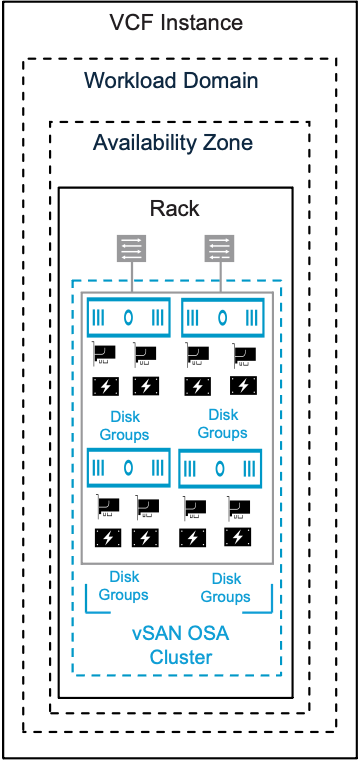 VCF Instance
Workload Domain
Availability Zone
Rack
Disk
Groups
Disk
Groups
Disk
Groups
Disk
Groups
vSAN OSA
Cluster